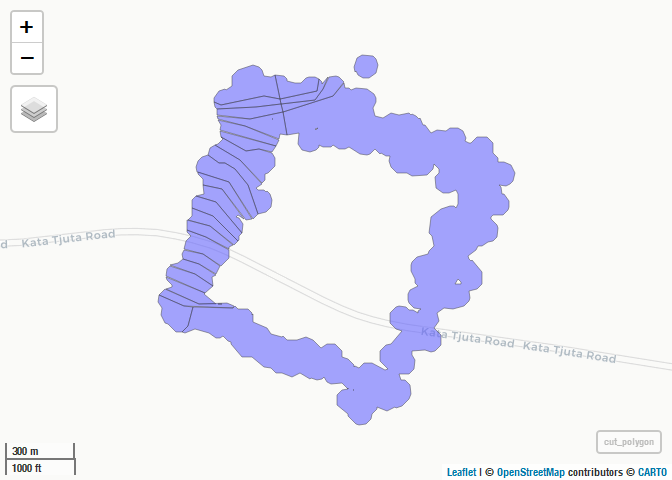 +
−
d Kata Tjuta Road
Kata Tjuta Road Kata Tjuta Road
300 m
1000 ft
cut_polygon
Leaflet | © OpenStreetMap contributors © CARTO